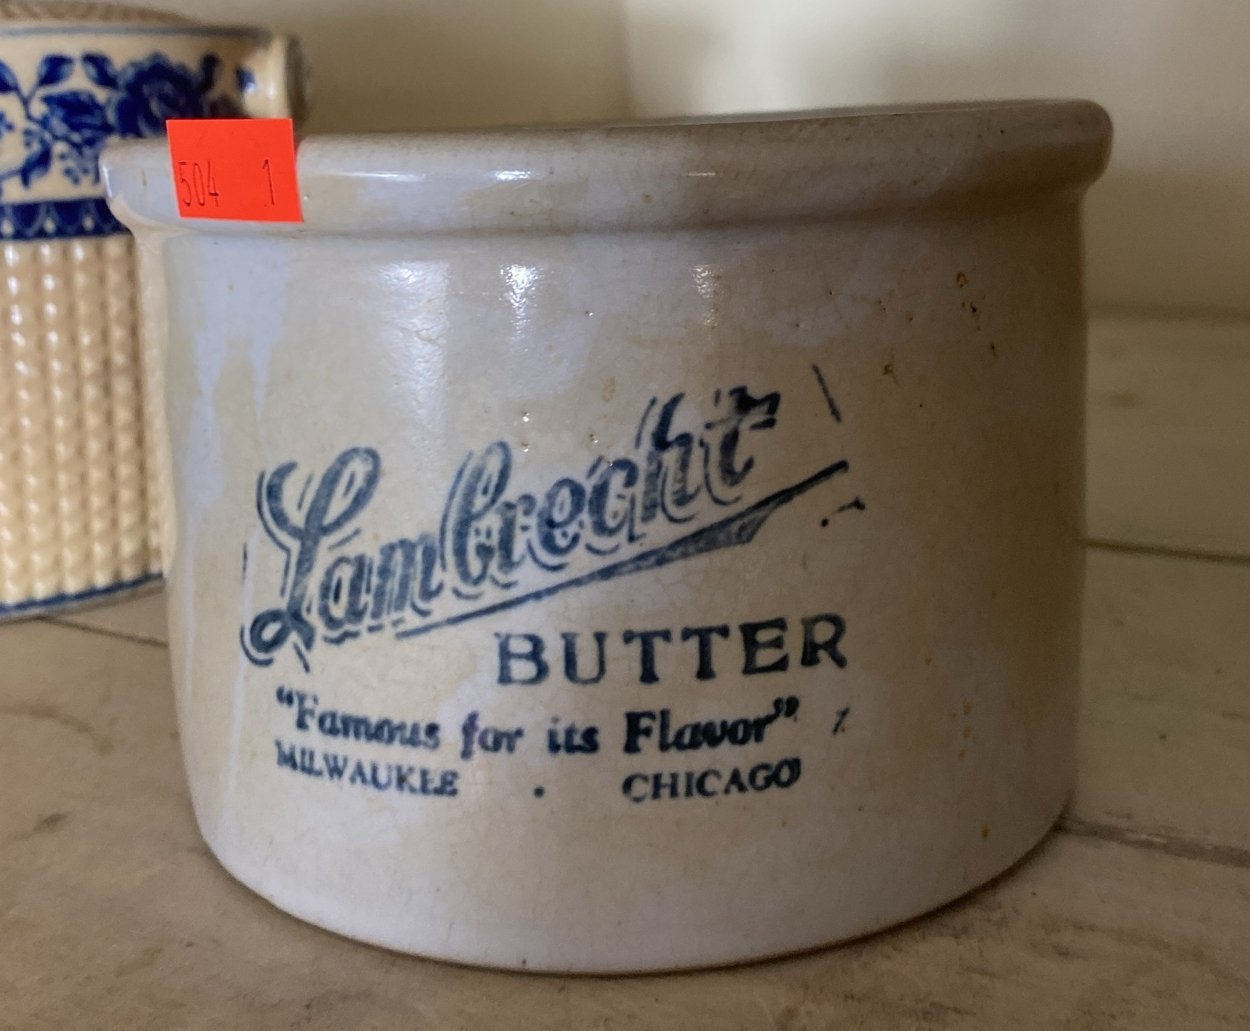 504 1
Lambrecht
BUTTER
"Famous for its Flavor"
MILWAUKEE . CHICAGO